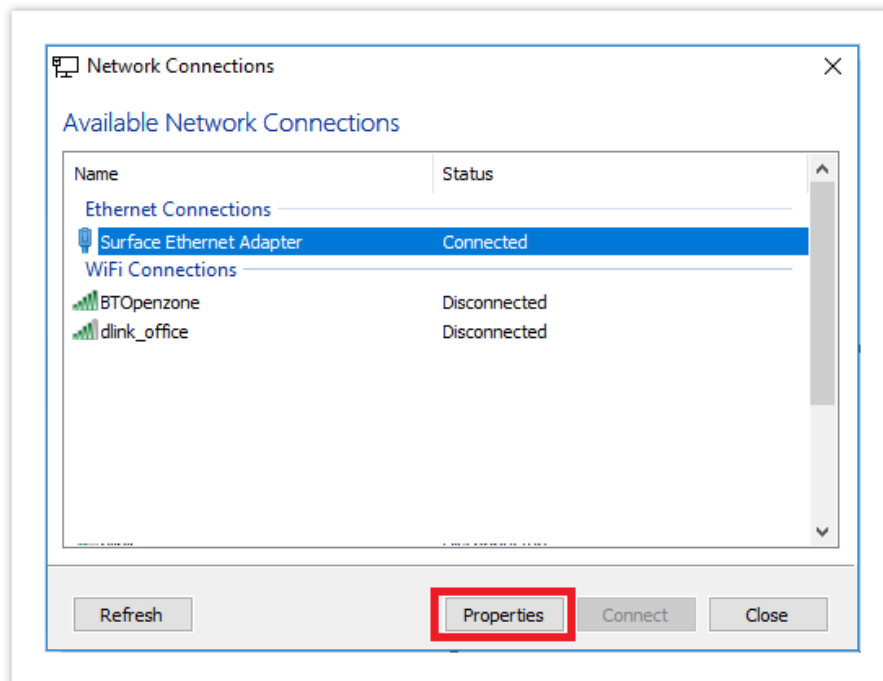 Network Connections
Available Network Connections
Name Status
Ethernet Connections
Surface Ethernet Adapter Connected
WiFi Connections
BTOpenzone Disconnected
dlink_office Disconnected
Refresh Properties Connect Close